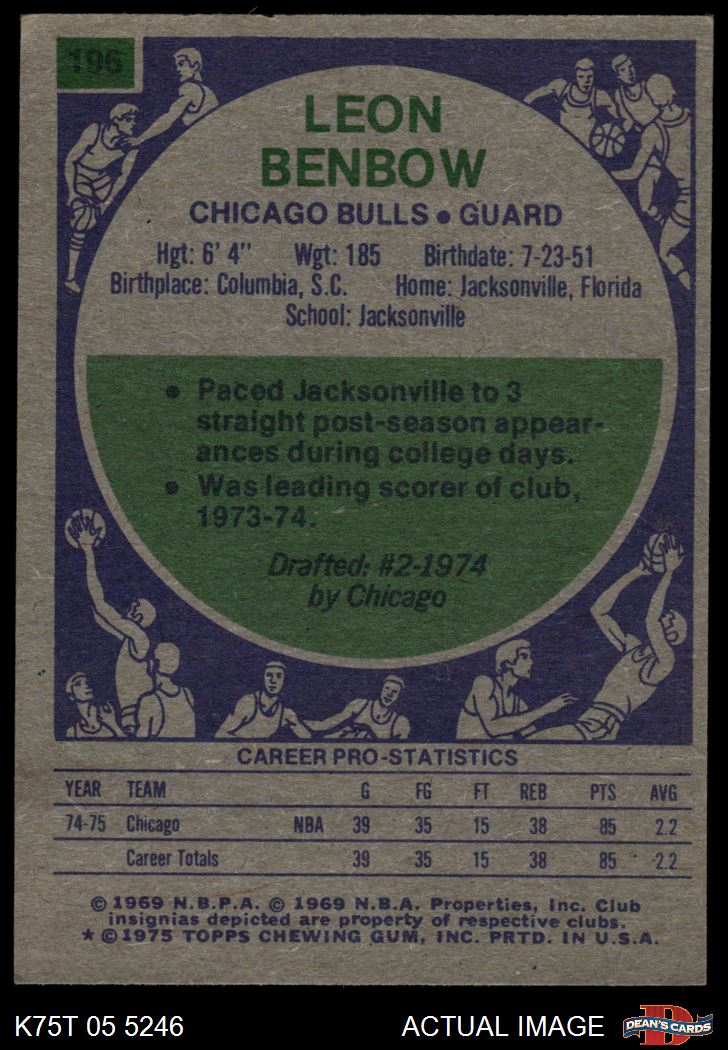 196
LEON
BENBOW
CHICAGO BULLS • GUARD
Hgt: 6' 4" Wgt: 185 Birthdate: 7-23-51
Birthplace: Columbia, S.C. Home: Jacksonville, Florida
School: Jacksonville
• Paced Jacksonville to 3
straight post-season appear-
ances during college days.
• Was leading scorer of club,
1973-74.
Drafted: #2-1974
by Chicago
CAREER PRO-STATISTICS
YEAR TEAM G FG FT REB PTS AVG
74-75 Chicago NBA 39 35 15 38 85 2.2
Career Totals 39 35 15 38 85 2.2
© 1969 N.B.P.A. © 1969 N.B.A. Properties, Inc. Club
insignias depicted are property of respective clubs.
* © 1975 TOPPS CHEWING GUM, INC. PRTD. IN U.S.A.
K75T 05 5246 ACTUAL IMAGE D DEAN'S CARDS